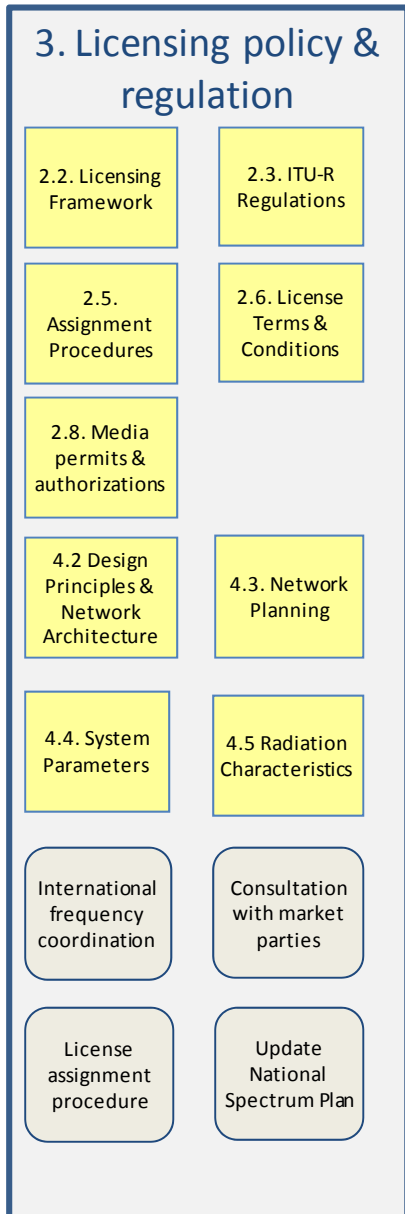 3. Licensing policy &
regulation
2.2. Licensing
Framework
2.3. ITU-R
Regulations
2.5.
Assignment
Procedures
2.6. License
Terms &
Conditions
2.8. Media
permits &
authorizations
4.2 Design
Principles &
Network
Architecture
4.3. Network
Planning
4.4. System
Parameters
4.5 Radiation
Characteristics
International
frequency
coordination
Consultation
with market
parties
License
assignment
procedure
Update
National
Spectrum Plan